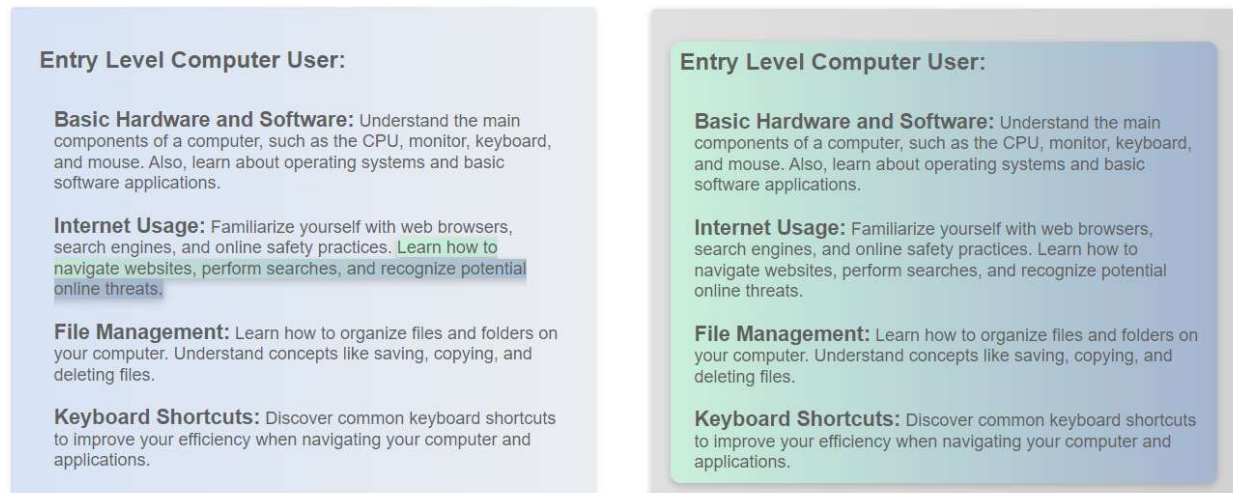 Entry Level Computer User:
Basic Hardware and Software: Understand the main
components of a computer, such as the CPU, monitor, keyboard,
and mouse. Also, learn about operating systems and basic
software applications.
Internet Usage: Familiarize yourself with web browsers,
search engines, and online safety practices. Learn how to
navigate websites, perform searches, and recognize potential
online threats.
File Management: Learn how to organize files and folders on
your computer. Understand concepts like saving, copying, and
deleting files.
Keyboard Shortcuts: Discover common keyboard shortcuts
to improve your efficiency when navigating your computer and
applications.
Entry Level Computer User:
Basic Hardware and Software: Understand the main
components of a computer, such as the CPU, monitor, keyboard,
and mouse. Also, learn about operating systems and basic
software applications.
Internet Usage: Familiarize yourself with web browsers,
search engines, and online safety practices. Learn how to
navigate websites, perform searches, and recognize potential
online threats.
File Management: Learn how to organize files and folders on
your computer. Understand concepts like saving, copying, and
deleting files.
Keyboard Shortcuts: Discover common keyboard shortcuts
to improve your efficiency when navigating your computer and
applications.